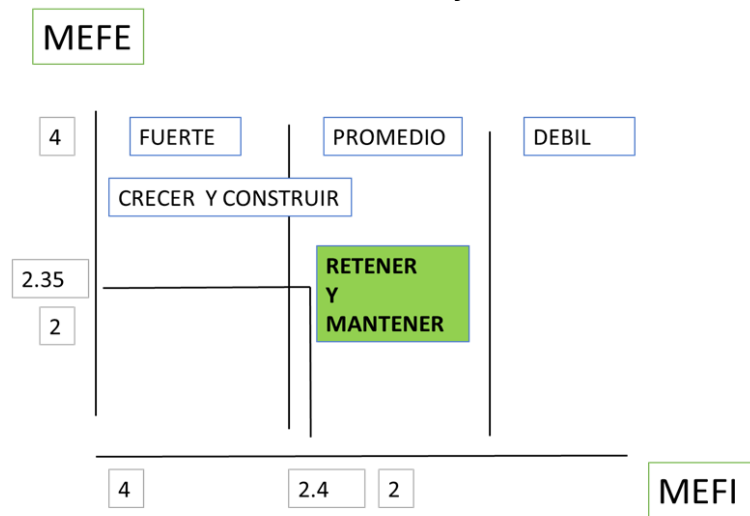 MEFE
4
FUERTE
PROMEDIO
DEBIL
CRECER Y CONSTRUIR
2.35
RETENER
Y
MANTENER
2
4
2.4
2
MEFI